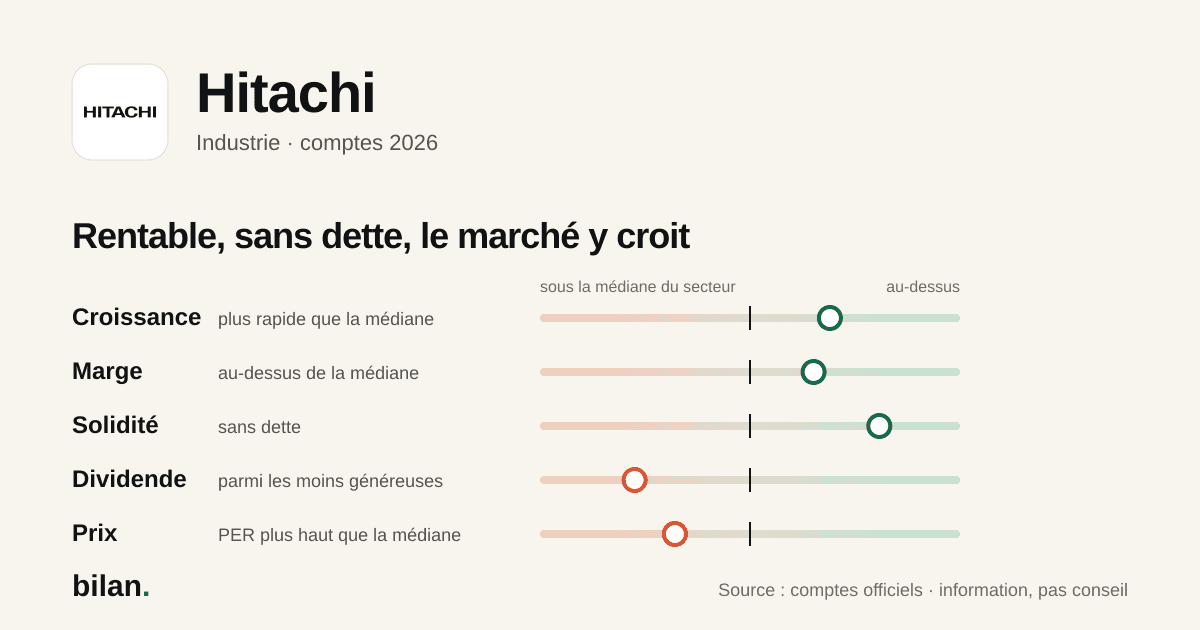 HITACHI
Hitachi
Industrie · comptes 2026
Rentable, sans dette, le marché y croit
sous la médiane du secteur au-dessus
Croissance plus rapide que la médiane
Marge au-dessus de la médiane
Solidité sans dette
Dividende parmi les moins généreuses
Prix PER plus haut que la médiane
bilan.
Source : comptes officiels · information, pas conseil